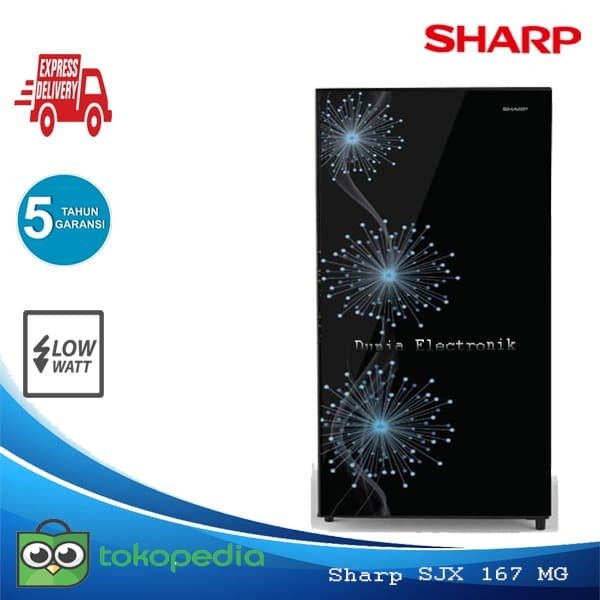 SHARP
EXPRESS
DELIVERY
SHARP
5 TAHUN
GARANSI
Dunia Electronik
LOW
WATT
tokopedia
Sharp SJX 167 MG